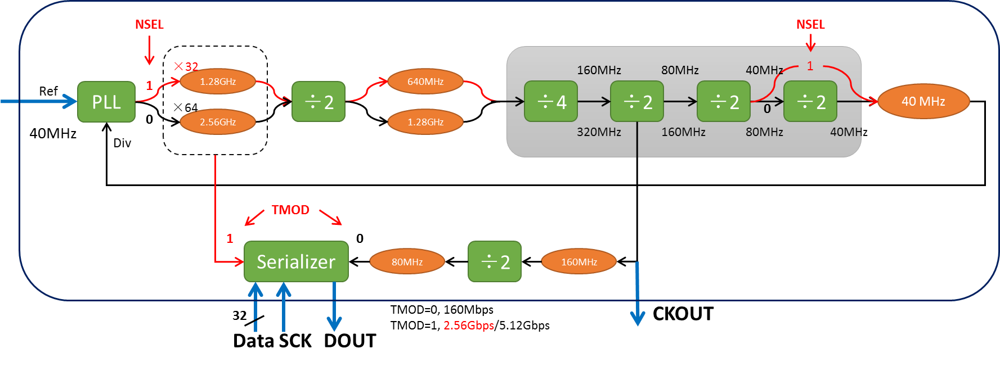 NSEL
NSEL
×32
1.28GHz
1
Ref
PLL
×64
0
2.56GHz
40MHz
Div
÷2
640MHz
1.28GHz
160MHz
80MHz
40MHz
1
÷4
÷2
÷2
0
÷2
40 MHz
320MHz
160MHz
80MHz
40MHz
TMOD
1
0
Serializer
80MHz
÷2
160MHz
32
TMOD=0, 160Mbps
TMOD=1, 2.56Gbps/5.12Gbps
CKOUT
Data SCK DOUT